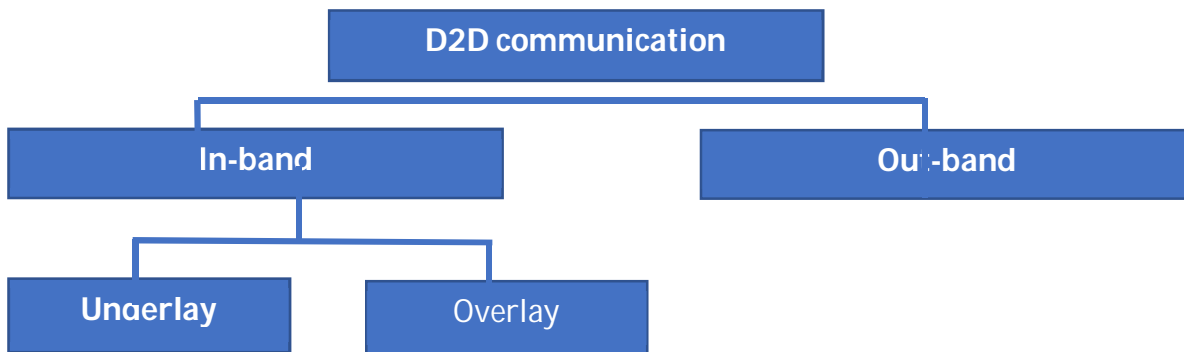 D2D communication
In-band
Out-band
Underlay
Overlay